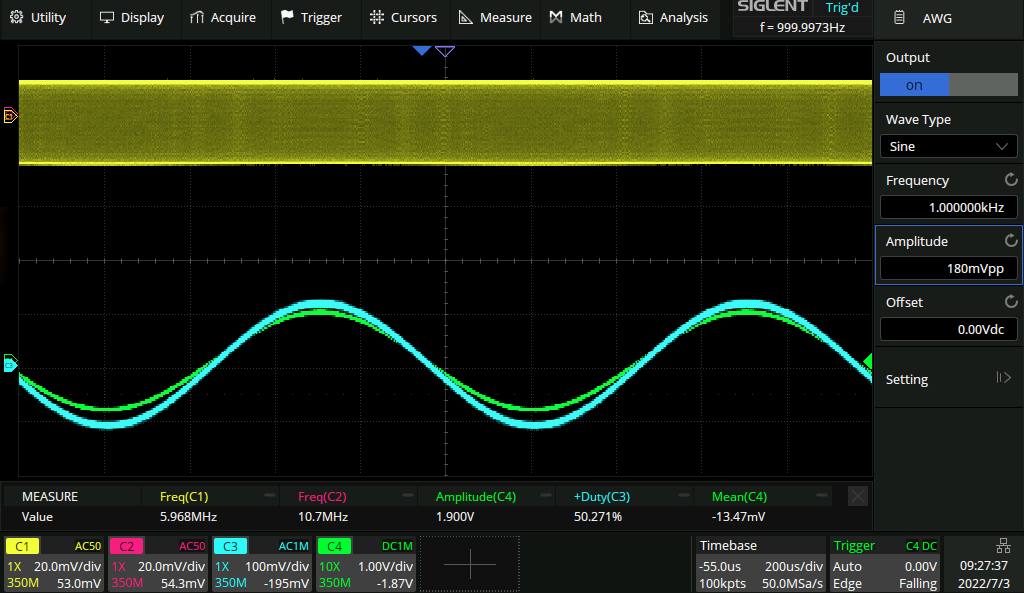 Utility Display Acquire Trigger Cursors Measure Math Analysis SIGLENT Trig'd
f = 999.9973Hz
AWG
Output
on
Wave Type
Sine
Frequency
1.000000kHz
Amplitude
180mVpp
Offset
0.00Vdc
Setting
C1
C3
MEASURE Freq(C1) Freq(C2) Amplitude(C4) +Duty(C3) Mean(C4)
Value 5.968MHz 10.7MHz 1.900V 50.271% -13.47mV
C1 AC50
1X 20.0mV/div
350M 53.0mV
C2 AC50
1X 20.0mV/div
350M 54.3mV
C3 AC1M
1X 100mV/div
350M -195mV
C4 DC1M
10X 1.00V/div
350M -1.87V
Timebase
-55.0us 200us/div
100kpts 50.0MSa/s
Trigger C4 DC
Auto 0.00V
Edge Falling
09:27:37
2022/7/3